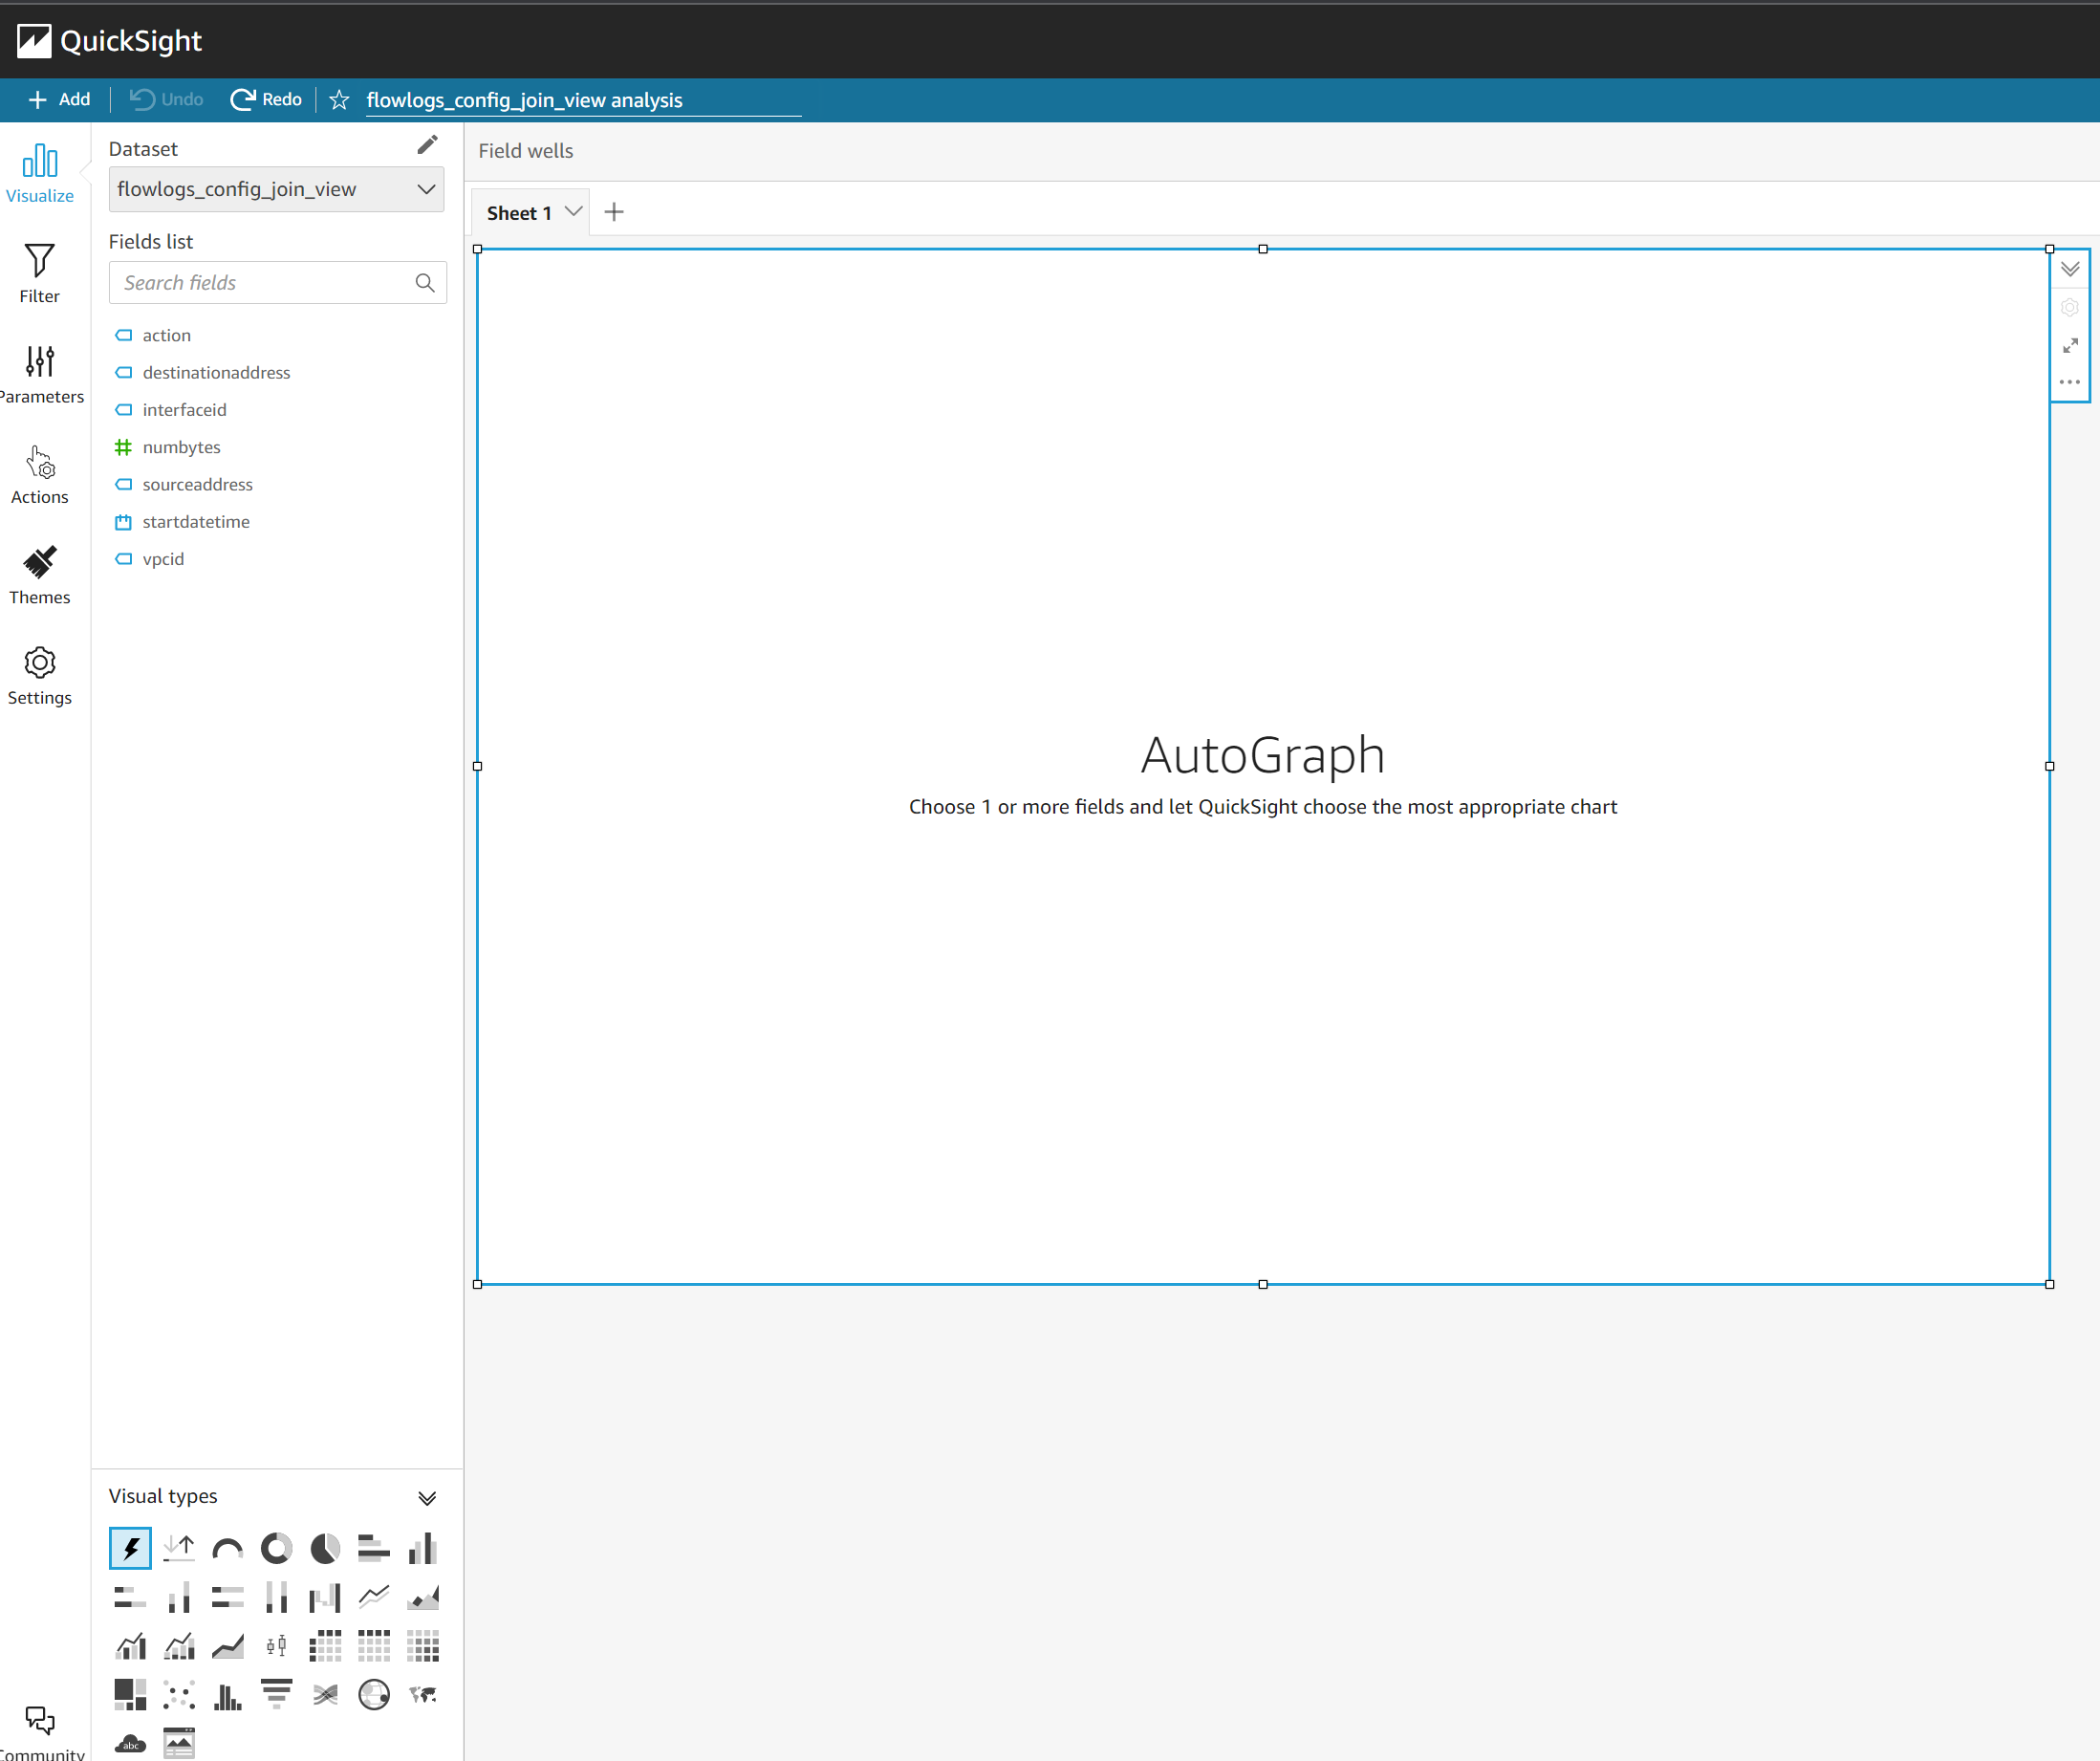 QuickSight
Add
Undo
Redo
flowlogs_config_join_view analysis
Visualize
Filter
Parameters
Actions
Themes
Settings
Community
Dataset
flowlogs_config_join_view
Fields list
Search fields
action
destinationaddress
interfaceid
numbytes
sourceaddress
startdatetime
vpcid
Visual types
abc
Field wells
Sheet 1
AutoGraph
Choose 1 or more fields and let QuickSight choose the most appropriate chart